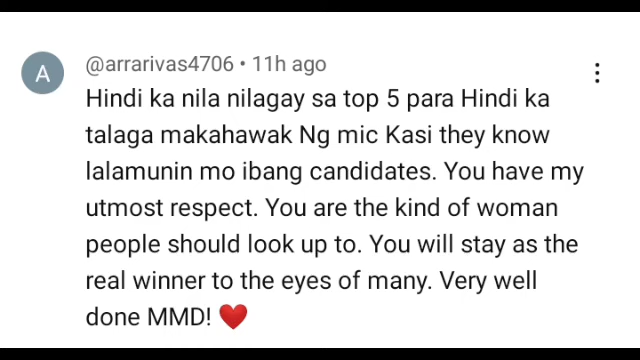 A
@arrarivas4706 • 11h ago
Hindi ka nila nilagay sa top 5 para Hindi ka
talaga makahawak Ng mic Kasi they know
lalamunin mo ibang candidates. You have my
utmost respect. You are the kind of woman
people should look up to. You will stay as the
real winner to the eyes of many. Very well
done MMD! ❤️